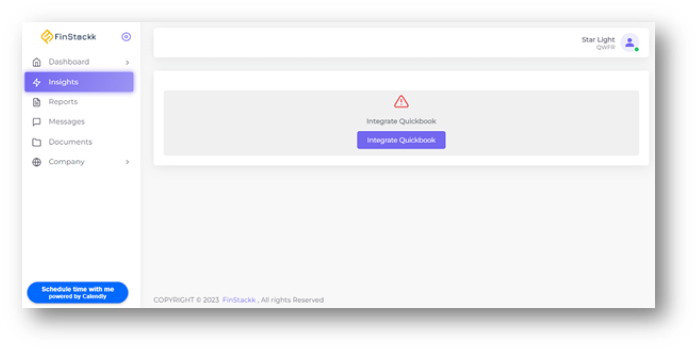 FinStackk
Dashboard
Insights
Reports
Messages
Documents
Company
Schedule time with me
powered by Calendly
Star Light
QWFR
Integrate Quickbook
Integrate Quickbook
COPYRIGHT © 2023 FinStackk , All rights Reserved